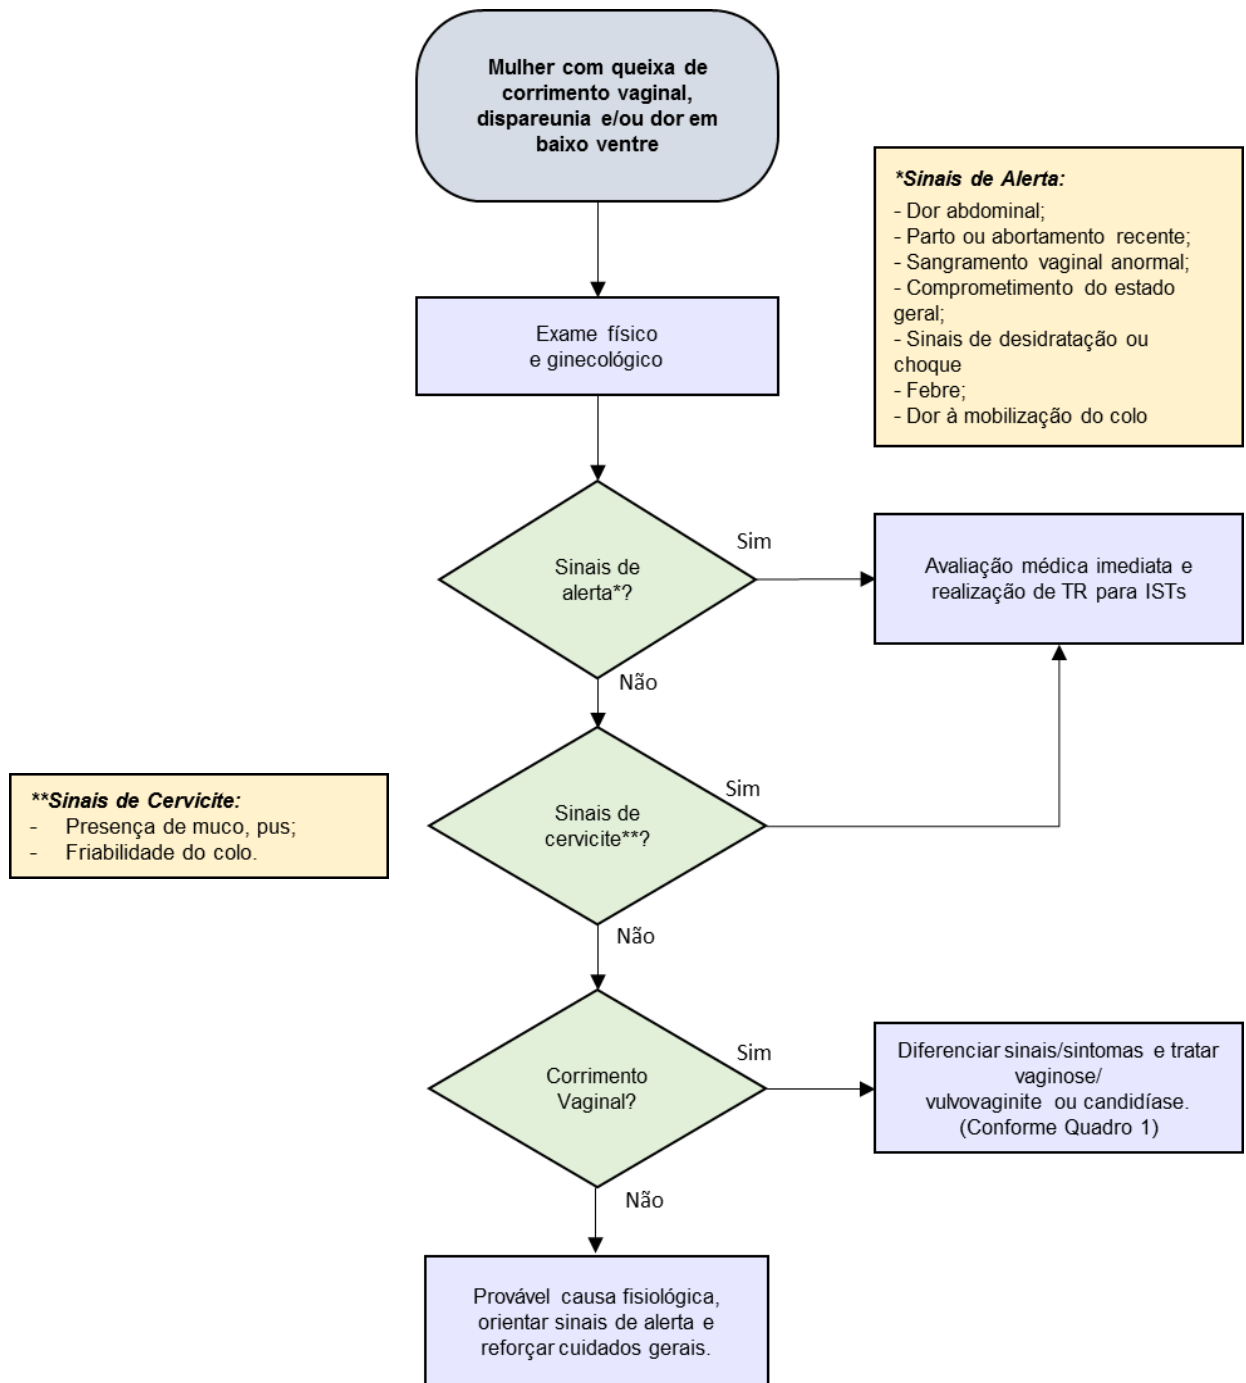 Mulher com queixa de
corrimento vaginal,
dispareunia e/ou dor em
baixo ventre
*Sinais de Alerta:
- Dor abdominal;
- Parto ou abortamento recente;
- Sangramento vaginal anormal;
- Comprometimento do estado
geral;
- Sinais de desidratação ou
choque
- Febre;
- Dor à mobilização do colo
Exame físico
e ginecológico
Sinais de
alerta*?
Sim
Avaliação médica imediata e
realização de TR para ISTs
Não
**Sinais de Cervicite:
- Presença de muco, pus;
- Friabilidade do colo.
Sinais de
cervicite**?
Sim
Não
Corrimento
Vaginal?
Sim
Diferenciar sinais/sintomas e tratar
vaginose/
vulvovaginite ou candidíase.
(Conforme Quadro 1)
Não
Provável causa fisiológica,
orientar sinais de alerta e
reforçar cuidados gerais.